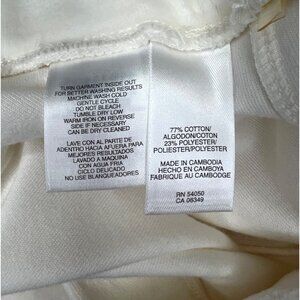 TURN GARMENT INSIDE OUT
FOR BETTER WASHING RESULTS
MACHINE WASH COLD
GENTLE CYCLE
DO NOT BLEACH
TUMBLE DRY LOW
WARM IRON ON REVERSE
SIDE IF NECESSARY
CAN BE DRY CLEANED
LAVE CON AL PARTE DE
ADENTRO HACIA AFUERA PARA
MEJORES RESULTADOS
LAVADO A MAQUINA
CON AGUA FRIA
CICLO DELICADO
NO USE BLANQUEADORES
77% COTTON/
ALGODON/COTON
23% POLYESTER/
POLIESTER/POLYESTER
MADE IN CAMBODIA
HECHO EN CAMBOYA
FABRIQUE AU CAMBODGE
RN 54050
CA 08349